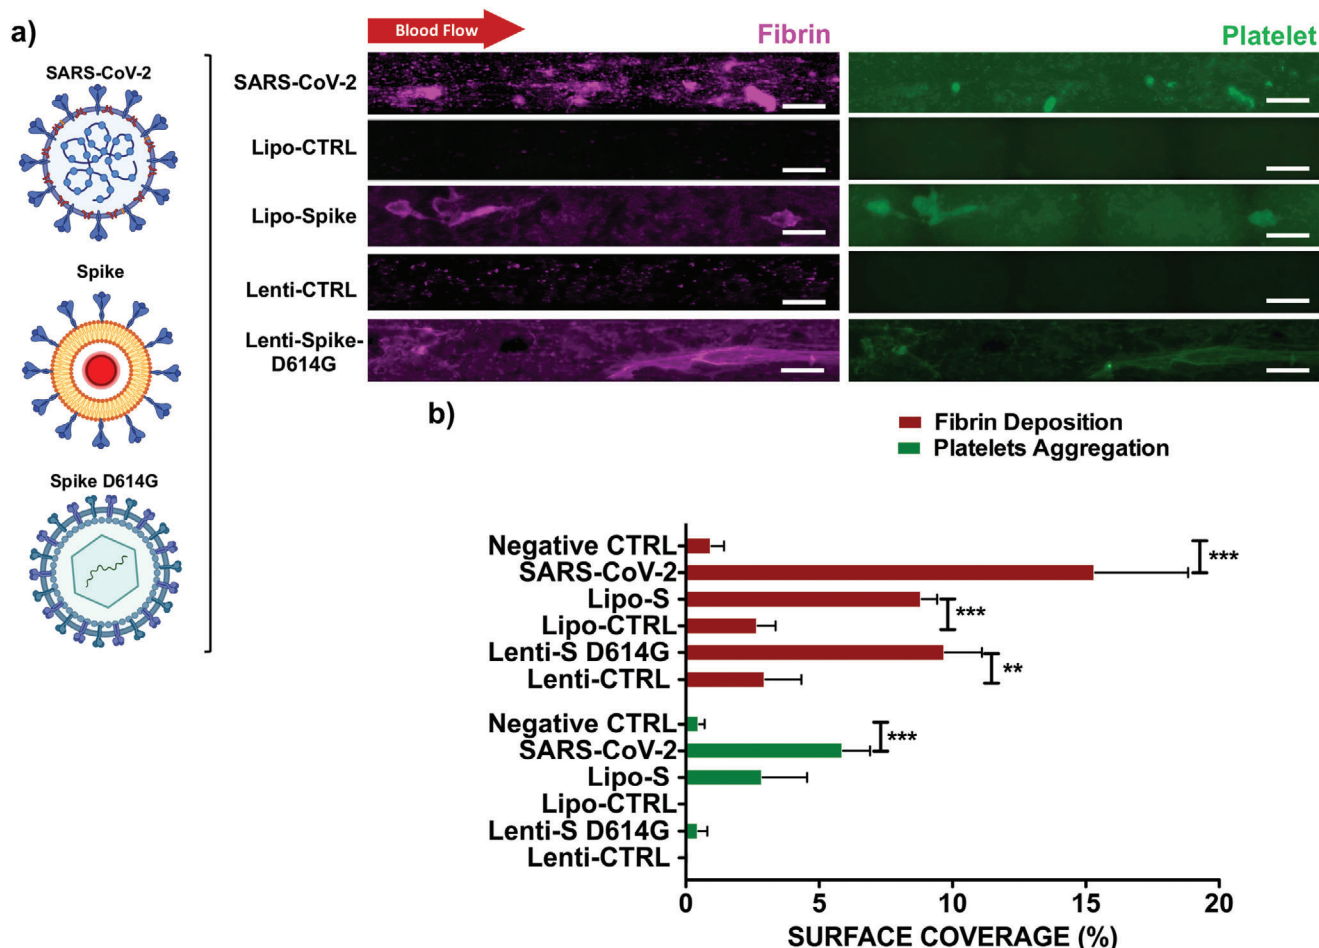 a)
SARS-CoV-2
Spike
Spike D614G
Blood Flow
Fibrin
Platelet
SARS-CoV-2
Lipo-CTRL
Lipo-Spike
Lenti-CTRL
Lenti-Spike-
D614G
b)
Fibrin Deposition
Platelets Aggregation
Negative CTRL
SARS-CoV-2
***
Lipo-S
Lipo-CTRL
***
Lenti-S D614G
Lenti-CTRL
**
Negative CTRL
SARS-CoV-2
***
Lipo-S
Lipo-CTRL
Lenti-S D614G
Lenti-CTRL
0 5 10 15 20
SURFACE COVERAGE (%)